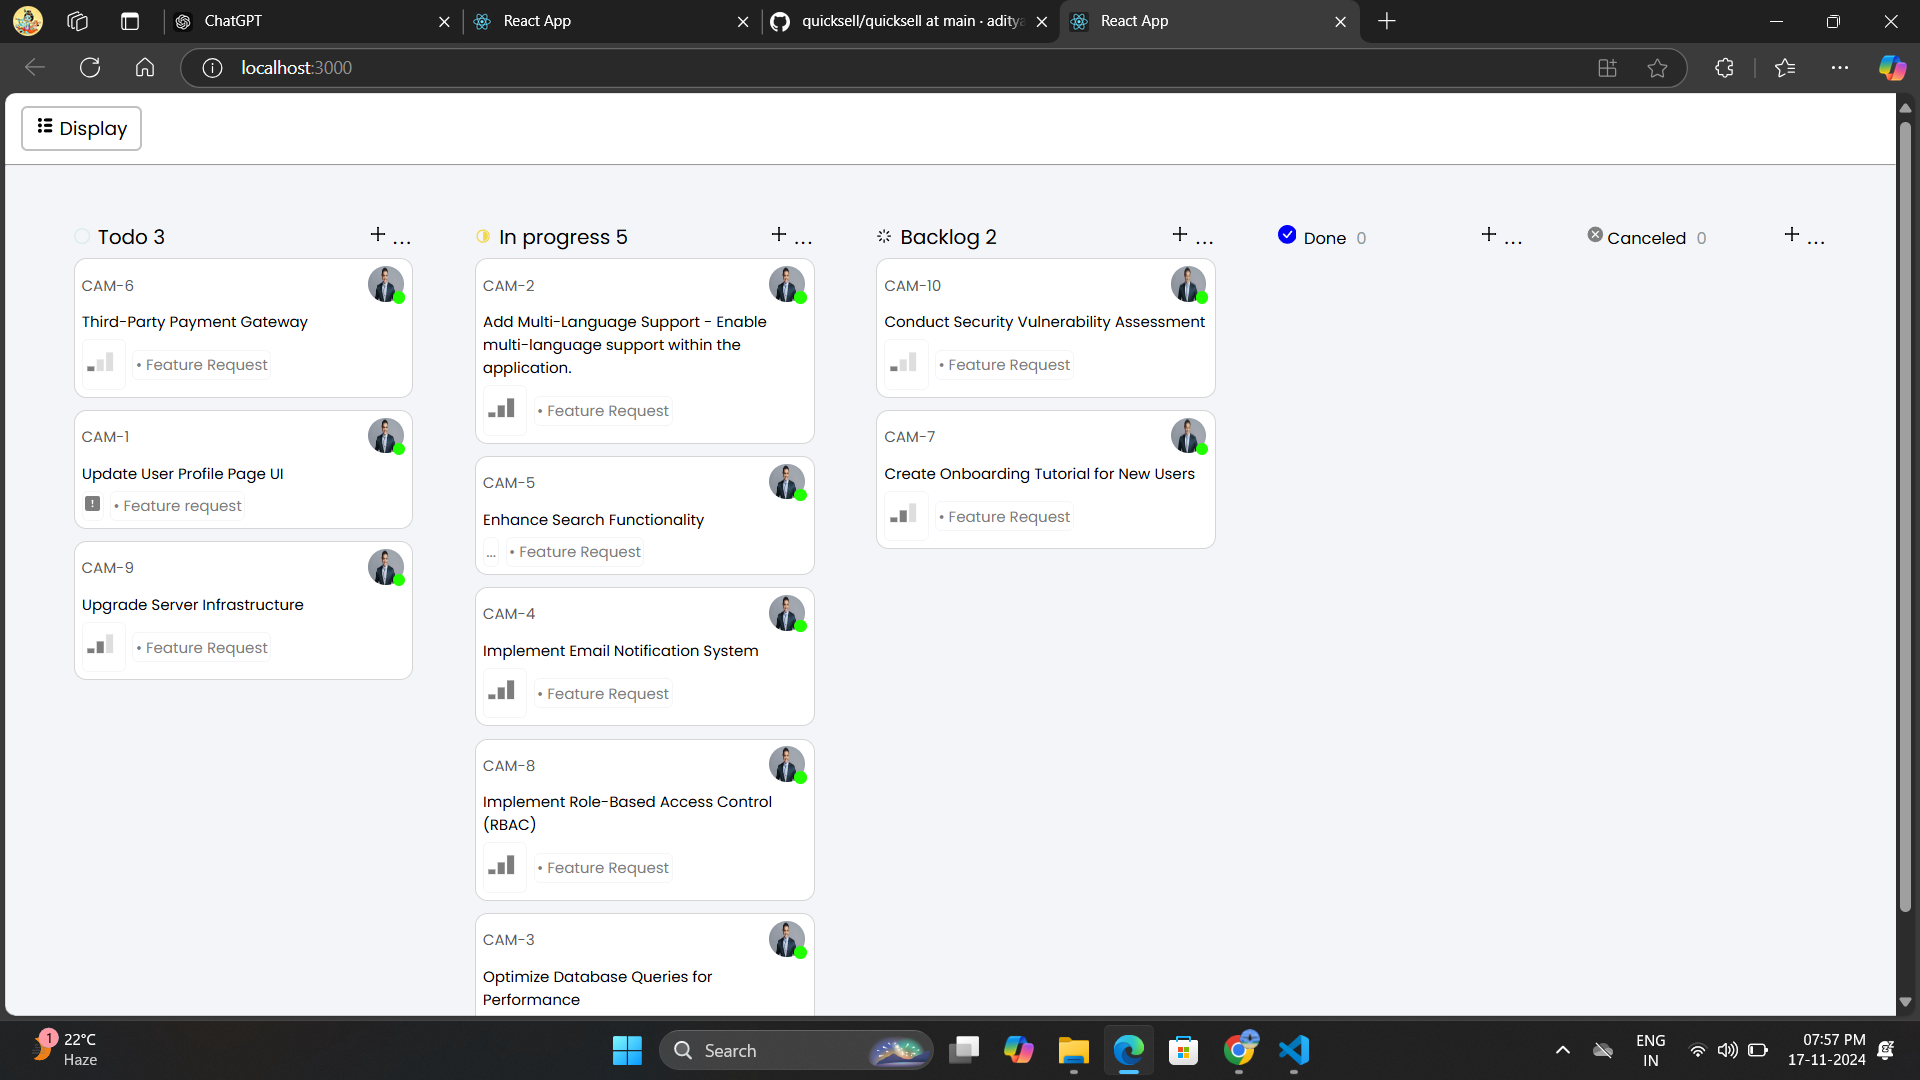 ChatGPT
React App
quicksell/quicksell at main · aditya
React App
localhost:3000
Display
Todo 3
CAM-6
Third-Party Payment Gateway
• Feature Request
CAM-1
Update User Profile Page UI
• Feature request
CAM-9
Upgrade Server Infrastructure
• Feature Request
In progress 5
CAM-2
Add Multi-Language Support - Enable
multi-language support within the
application.
• Feature Request
CAM-5
Enhance Search Functionality
... • Feature Request
CAM-4
Implement Email Notification System
• Feature Request
CAM-8
Implement Role-Based Access Control
(RBAC)
• Feature Request
CAM-3
Optimize Database Queries for
Performance
Backlog 2
CAM-10
Conduct Security Vulnerability Assessment
• Feature Request
CAM-7
Create Onboarding Tutorial for New Users
• Feature Request
Done 0
Canceled 0
1
22°C
Haze
Search
ENG
IN
07:57 PM
17-11-2024